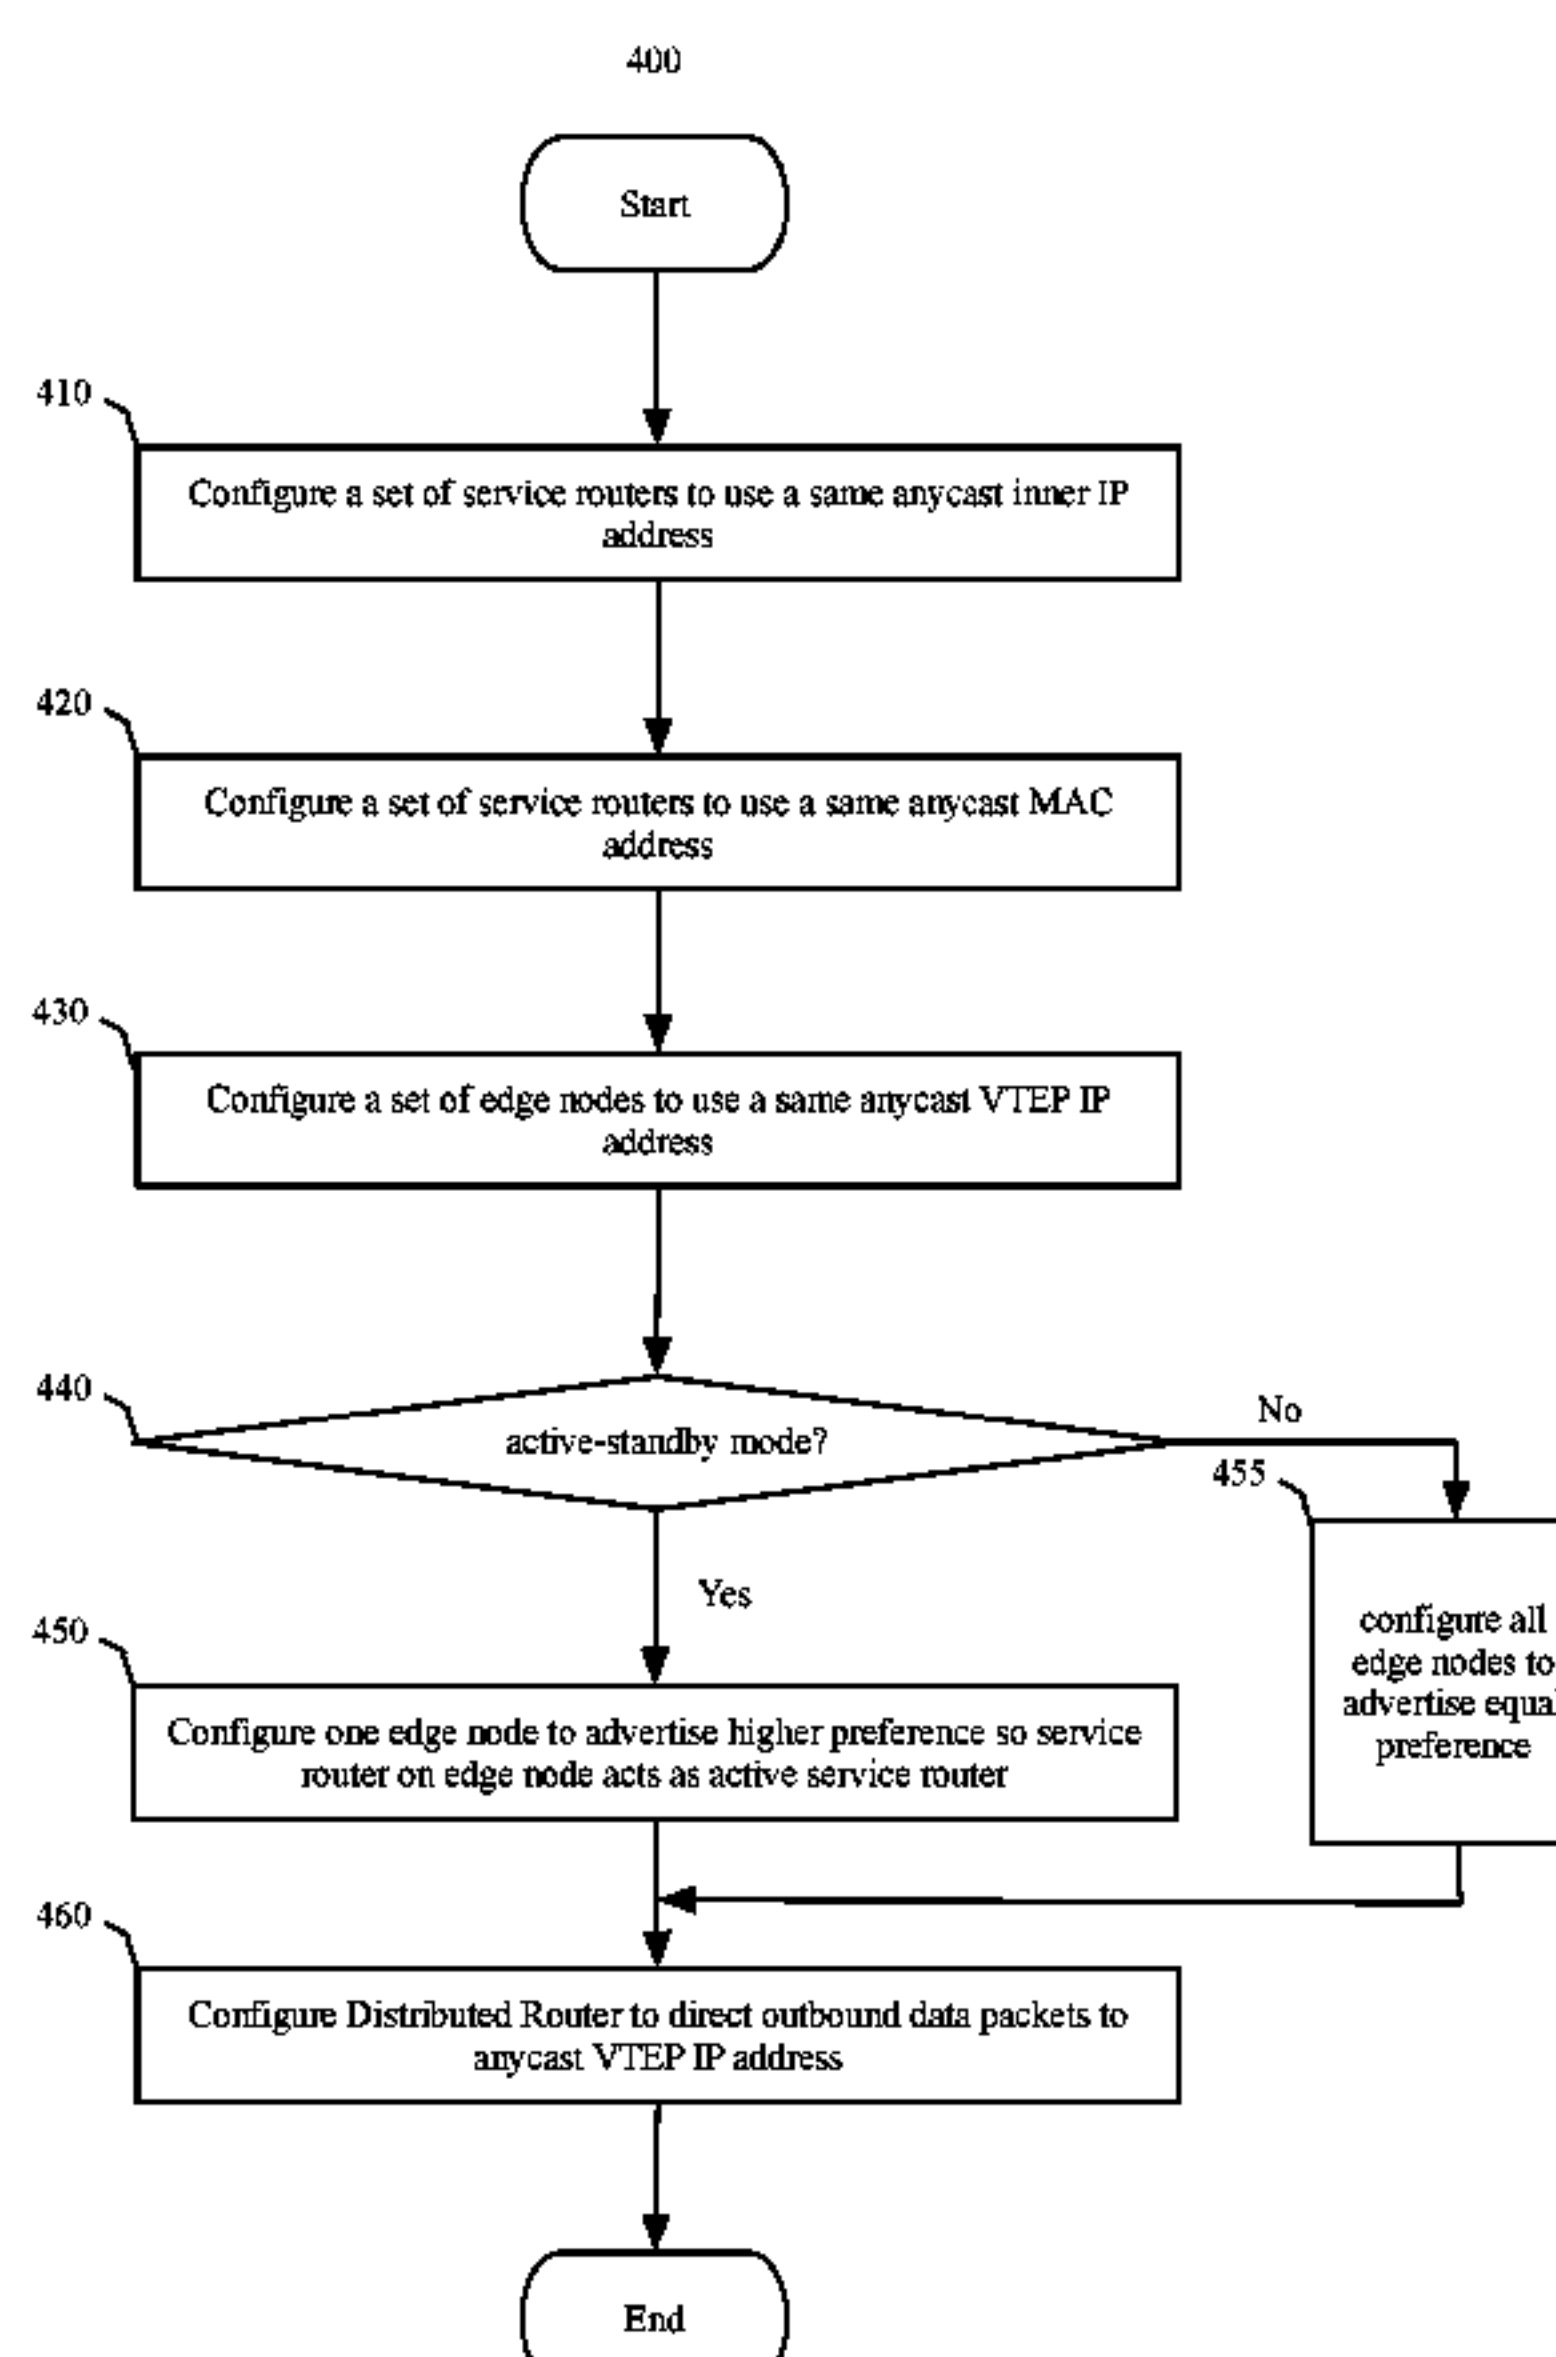 400
Start
410
Configure a set of service routers to use a same anycast inner IP
address
420
Configure a set of service routers to use a same anycast MAC
address
430
Configure a set of edge nodes to use a same anycast VTEP IP
address
440
active-standby mode?
No
455
configure all
edge nodes to
advertise equal
preference
Yes
450
Configure one edge node to advertise higher preference so service
router on edge node acts as active service router
460
Configure Distributed Router to direct outbound data packets to
anycast VTEP IP address
End